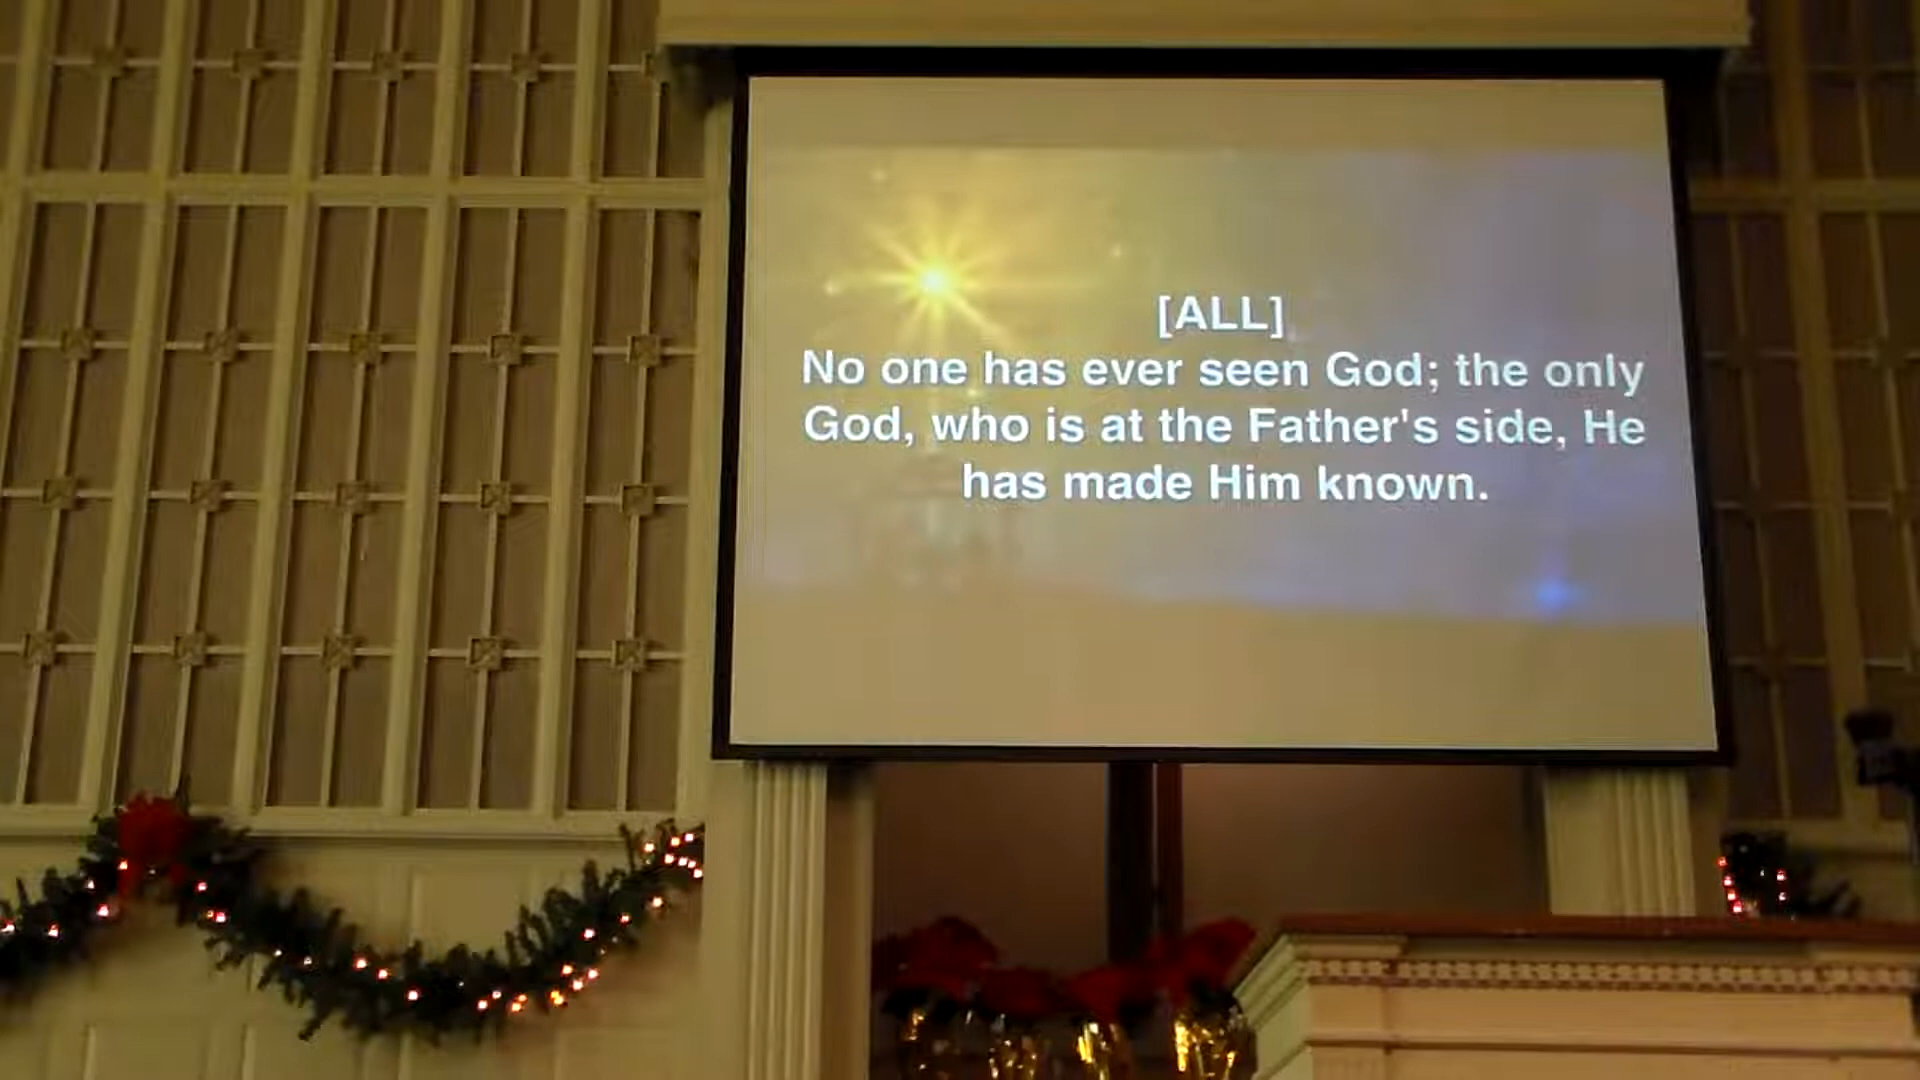 [ALL]
No one has ever seen God; the only
God, who is at the Father's side, He
has made Him known.